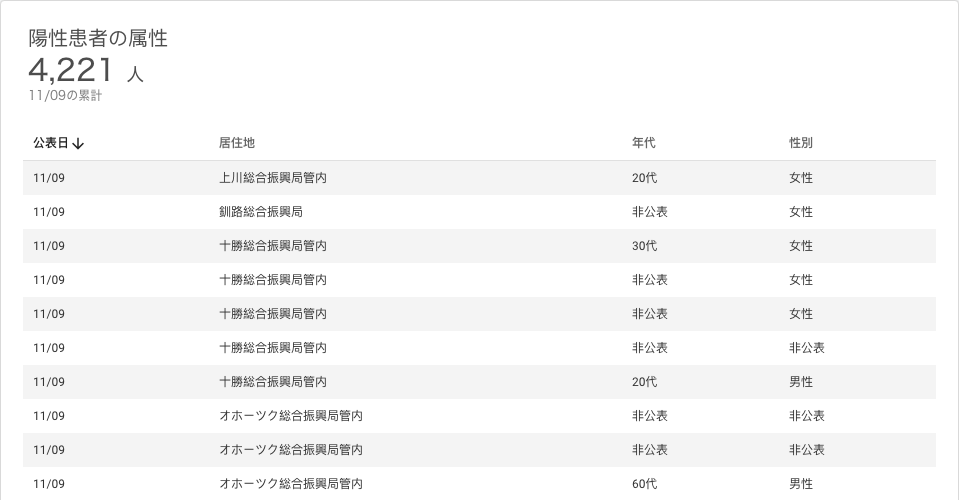 陽性患者の属性
4,221 人
11/09の累計
公表日↓ 居住地 年代 性別
11/09 上川総合振興局管内 20代 女性
11/09 釧路総合振興局 非公表 女性
11/09 十勝総合振興局管内 30代 女性
11/09 十勝総合振興局管内 非公表 女性
11/09 十勝総合振興局管内 非公表 女性
11/09 十勝総合振興局管内 非公表 非公表
11/09 十勝総合振興局管内 20代 男性
11/09 オホーツク総合振興局管内 非公表 非公表
11/09 オホーツク総合振興局管内 非公表 非公表
11/09 オホーツク総合振興局管内 60代 男性